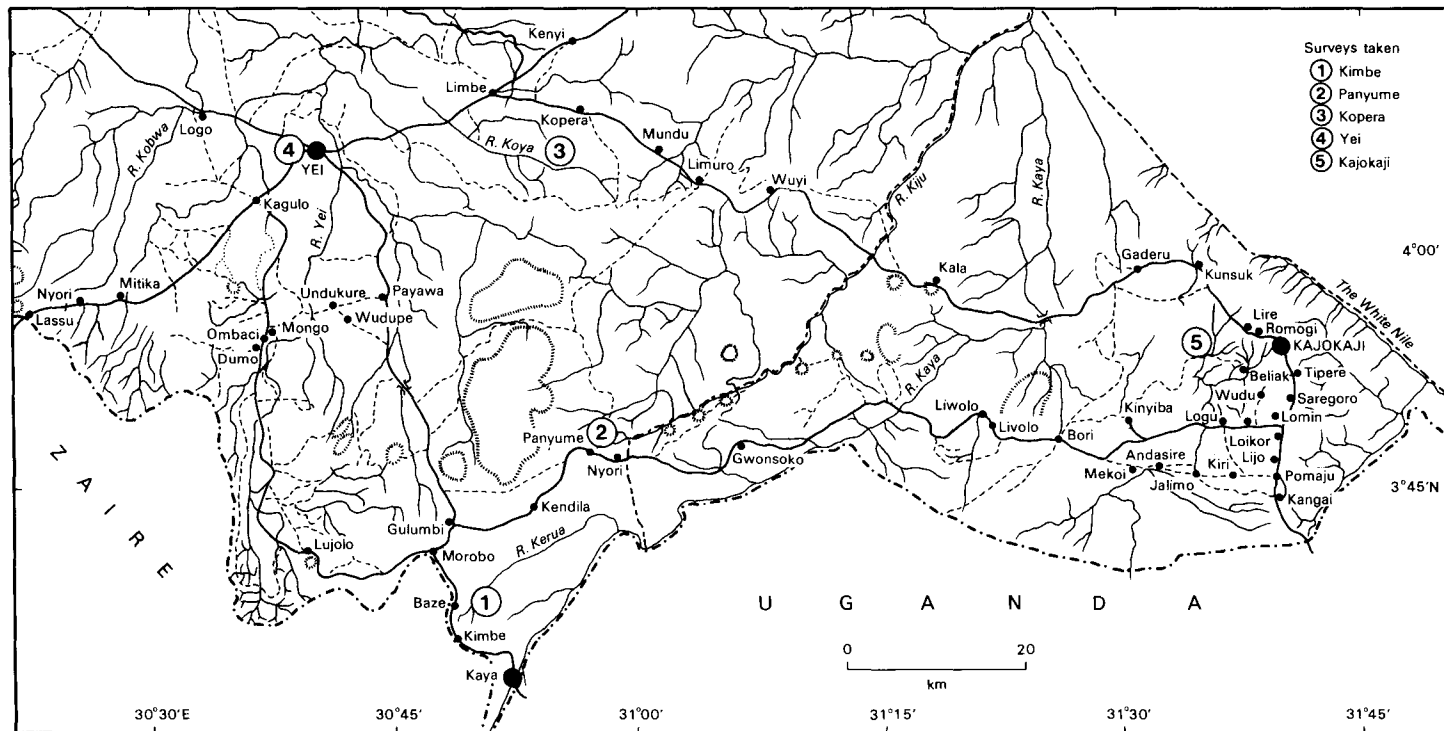 Kenyi
Surveys taken
1 Kimbe
2 Panyume
3 Kopera
4 Yei
5 Kajokaji
Limbe
Kopera
Logo
R. Kobwa
4
YEI
R. Koya
3
Mundu
Limuro
Wuyi
R. Kiju
R. Kaya
Kagulo
R. Yei
4°00'
Gaderu
Kunsuk
Kala
Nyori
Mitika
Lassu
Undukure
Payawa
Wudupe
Ombaci
Mongo
Dumo
The White Nile
Lire
Romogi
5
KAJOKAJI
R. Kaya
Beliak
Tipere
Wudu
Saregoro
Liwolo
Livolo
Kinyiba
Logu
Lomin
Panyume
2
Nyori
Gwonsoko
Bori
Loikor
Andasire
Lijo
Mekoi
Jalimo
Kiri
Pomaju
3°45'N
Kangai
ZAIRE
Gulumbi
Kendila
R. Kerua
Lujolo
Morobo
Baze
1
UGANDA
Kimbe
Kaya
0 20
km
30°30'E 30°45' 31°00' 31°15' 31°30' 31°45'